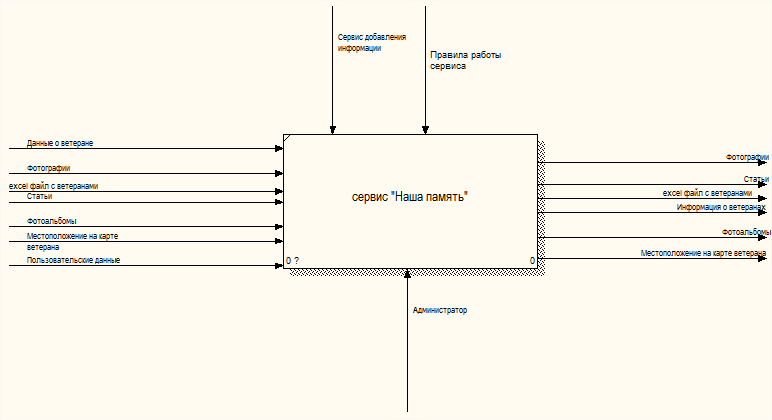 Сервис добавления
информации
Правила работы
сервиса
Данные о ветеране
Фотографии
excel файл с ветеранами
Статьи
Фотоальбомы
Местоположение на карте
ветерана
Пользовательские данные
сервис "Наша память"
0 ?
0
Фотографии
Статьи
excel файл с ветеранами
Информация о ветеранах
Фотоальбомы
Местоположение на карте ветерана
Администратор